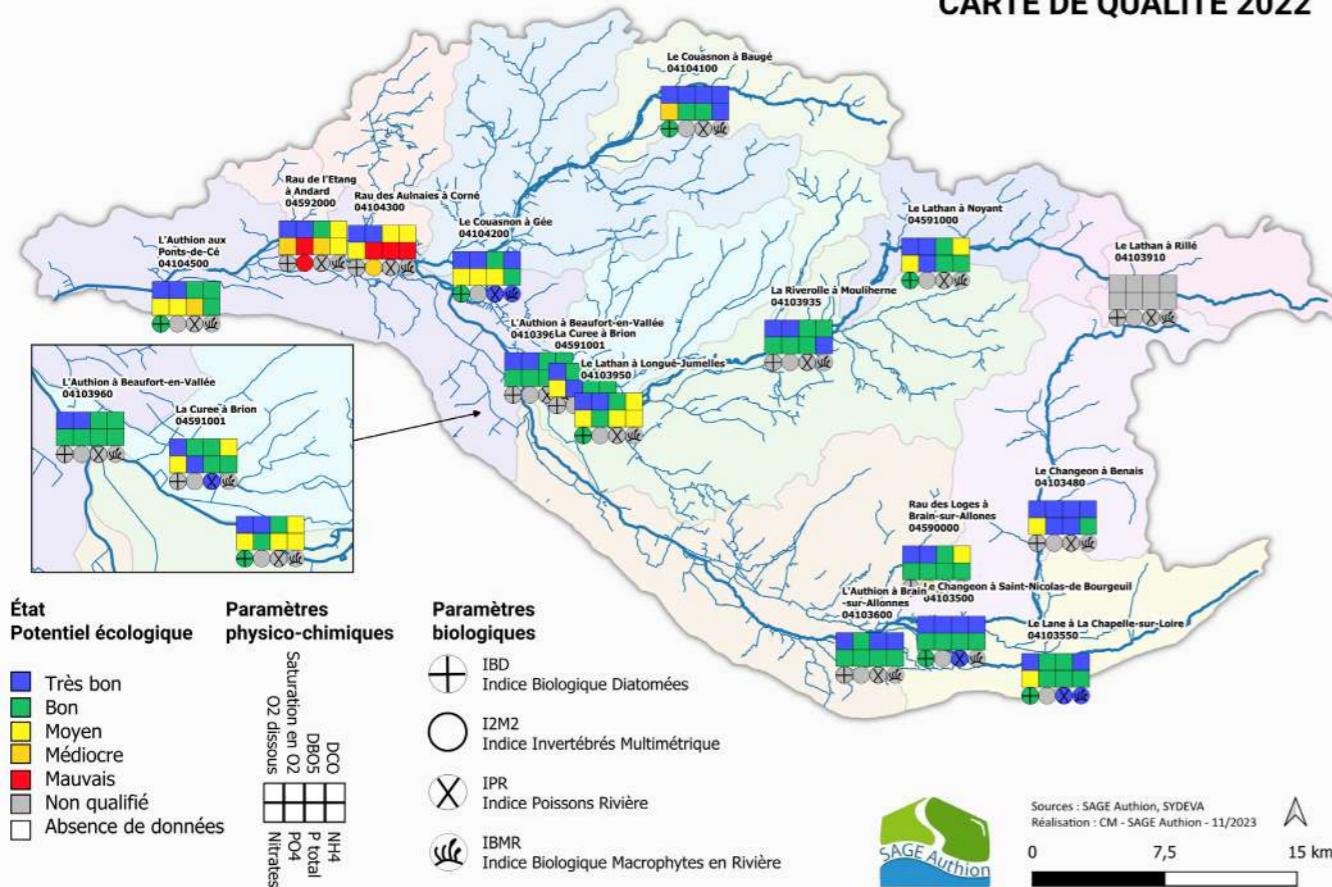 CARTE DE QUALITÉ 2022
Le Couasnon à Baugé
04104100
Rau de l'Etang
à Andard
04592000
Rau des Aulnaies à Corné
04104300
Le Couasnon à Gée
04104200
L'Authion aux
Ponts-de-Cé
04104500
Le Lathan à Noyant
04591000
Le Lathan à Rillé
04103910
La Riverolle à Mouliherne
04103935
L'Authion à Beaufort-en-Vallée
0410396
La Curee à Brion
04591001
Le Lathan à Longué-Jumelles
04103950
L'Authion à Beaufort-en-Vallée
04103960
La Curee à Brion
04591001
Le Changeon à Benais
04103480
Rau des Loges à
Brain-sur-Allones
04590000
Le Changeon à Saint-Nicolas-de Bourgeuil
04103500
L'Authion à Brain
-sur-Allonnes
04103600
Le Lane à La Chapelle-sur-Loire
04103550
État
Potentiel écologique
Très bon
Bon
Moyen
Médiocre
Mauvais
Non qualifié
Absence de données
Paramètres
physico-chimiques
O2 dissous
Saturation en O2
DBO5
DCO
Nitrates
PO4
P total
NH4
Paramètres
biologiques
IBD
Indice Biologique Diatomées
I2M2
Indice Invertébrés Multimétrique
IPR
Indice Poissons Rivière
IBMR
Indice Biologique Macrophytes en Rivière
SAGE Authion
Sources : SAGE Authion, SYDEVA
Réalisation : CM - SAGE Authion - 11/2023
0 7,5 15 km